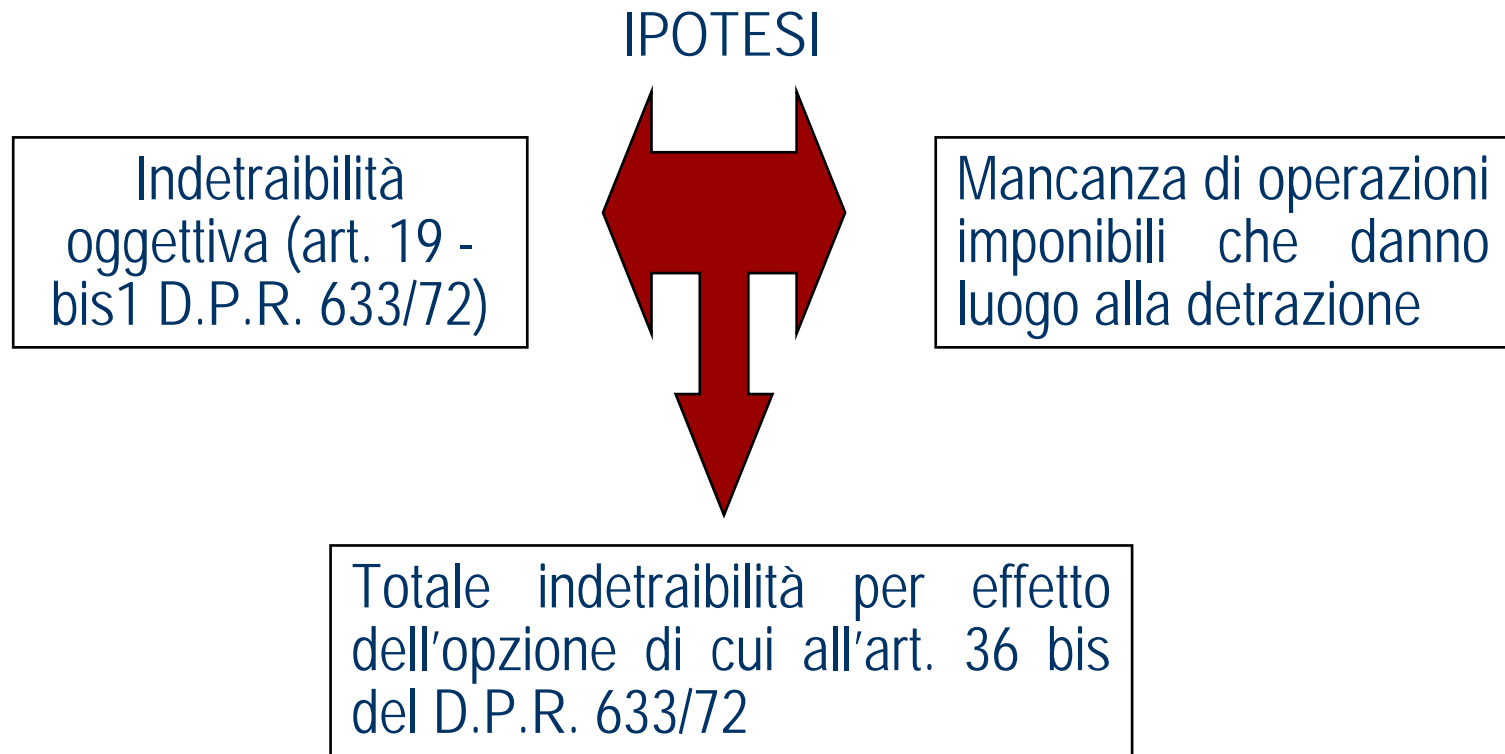 IPOTESI
Indetraibilità
oggettiva (art. 19 -
bis1 D.P.R. 633/72)
Mancanza di operazioni
imponibili che danno
luogo alla detrazione
Totale indetraibilità per effetto
dell'opzione di cui all'art. 36 bis
del D.P.R. 633/72